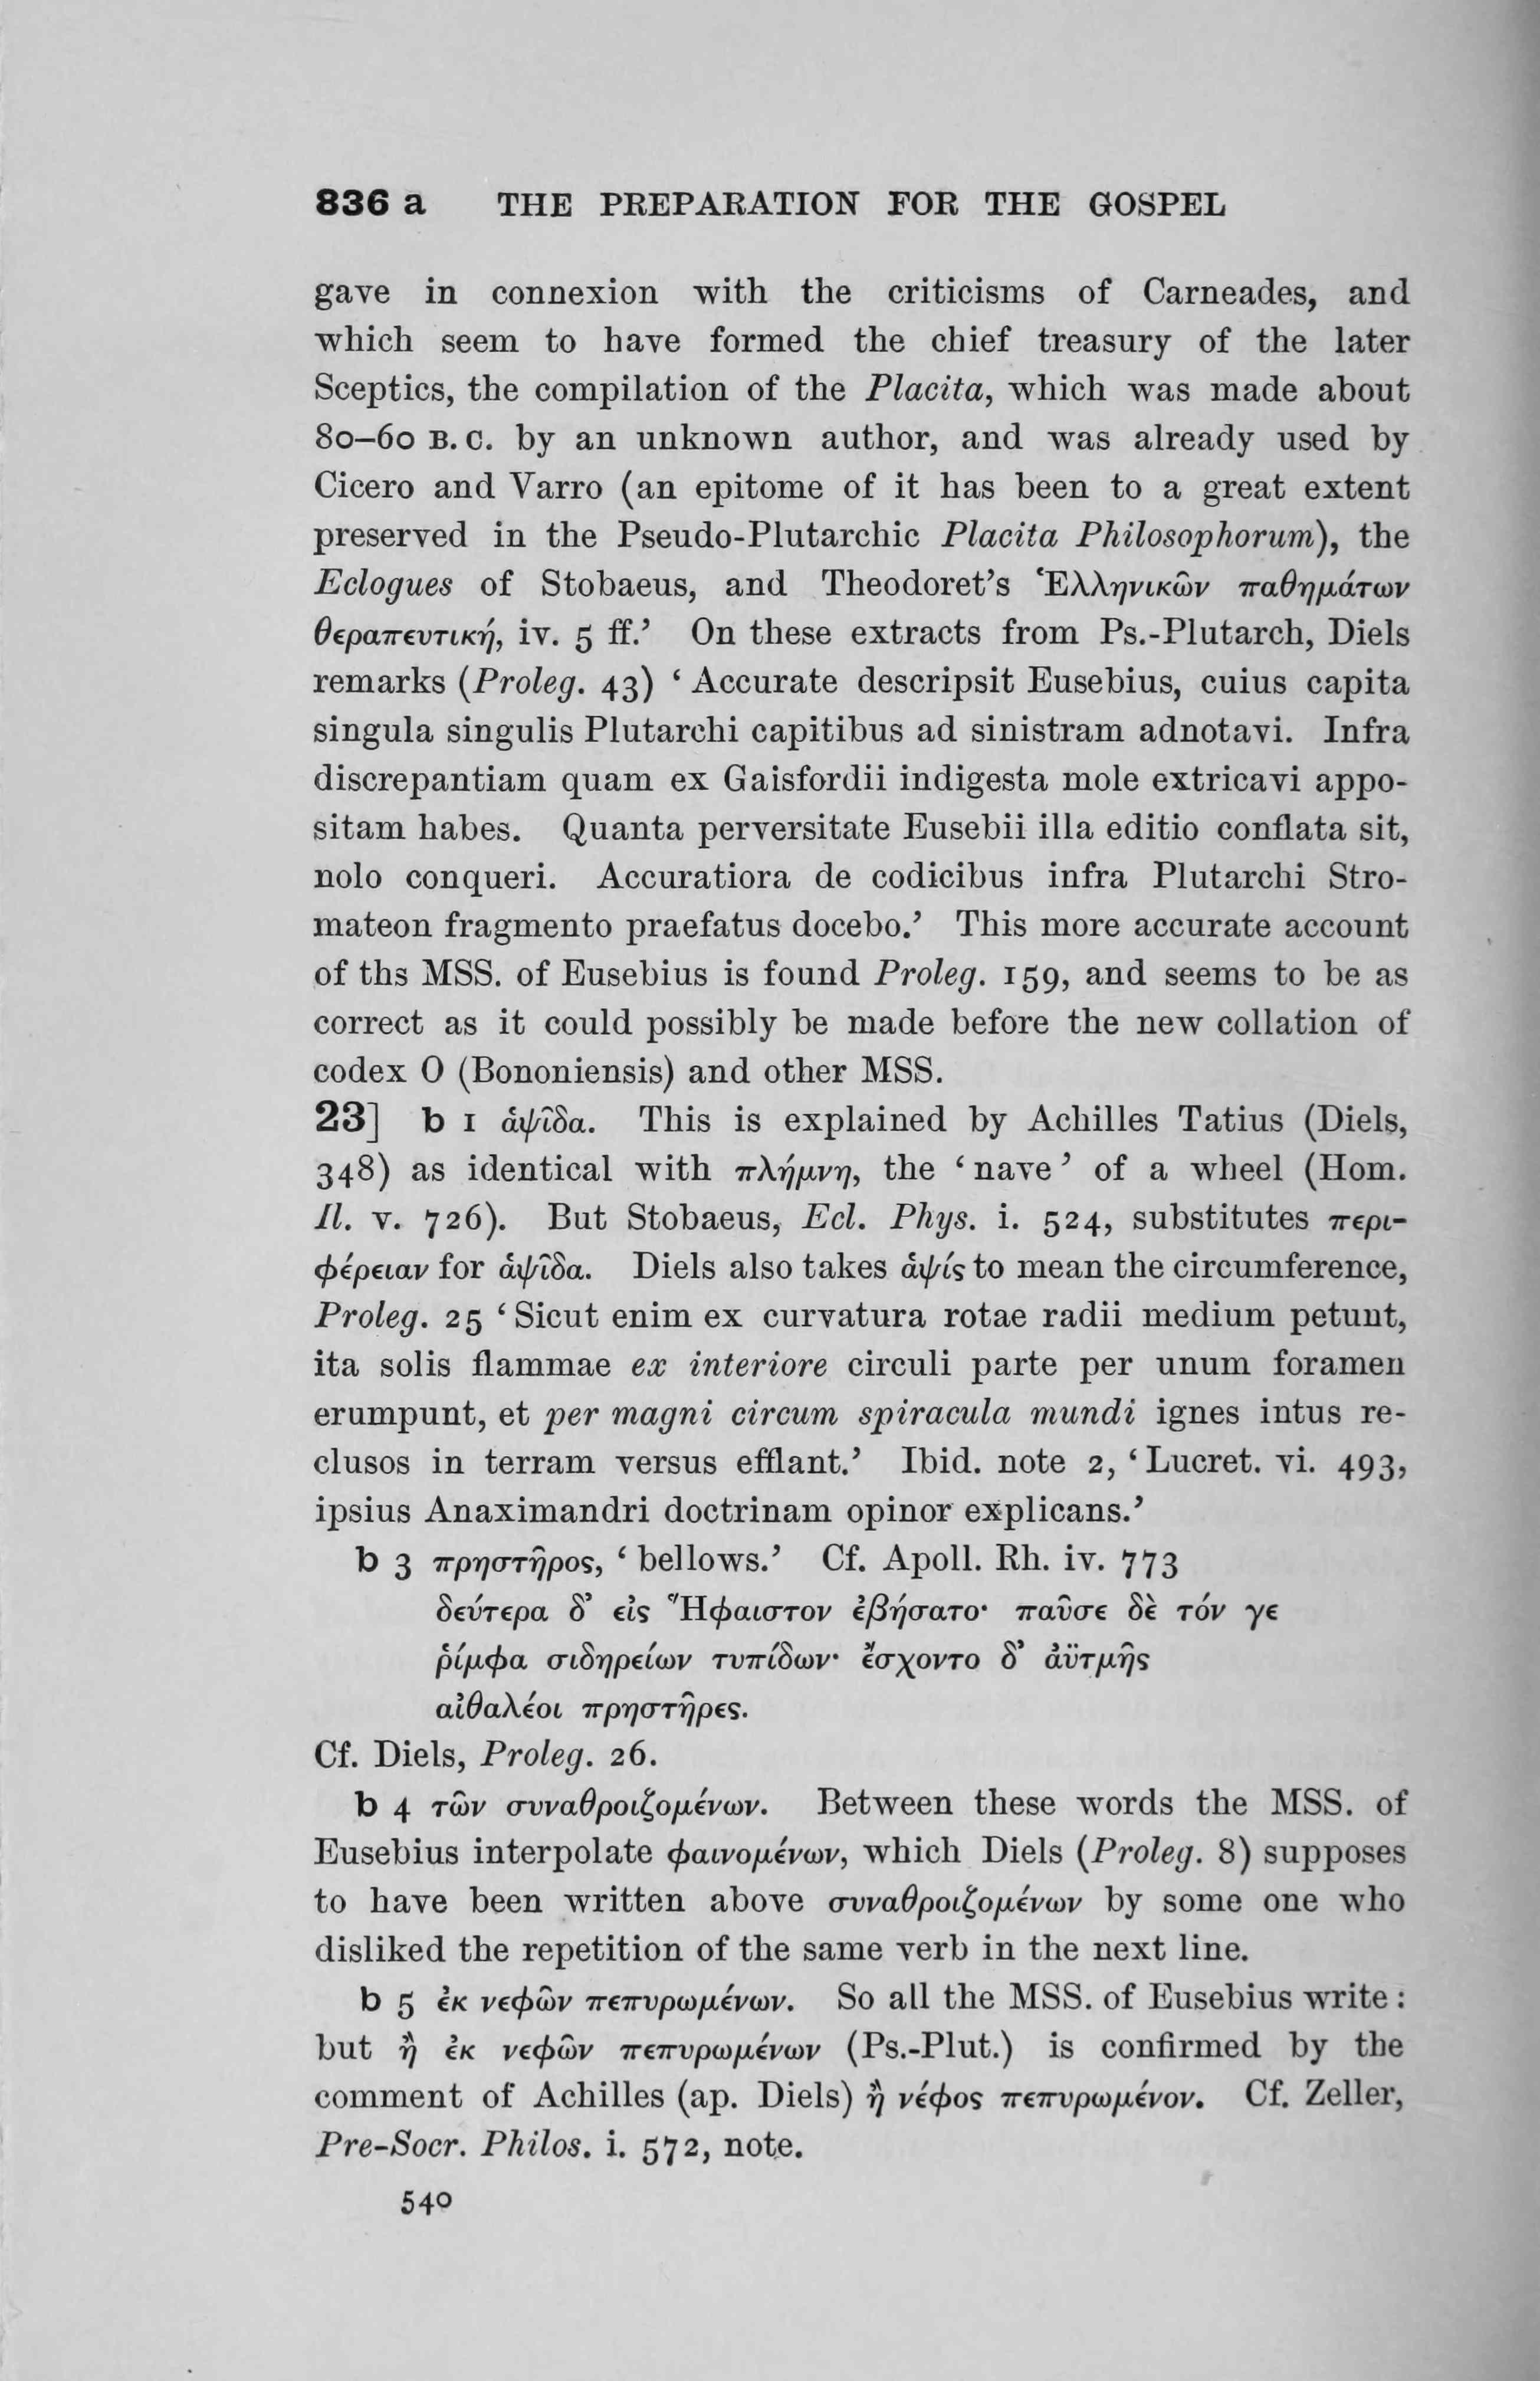 836 a THE PREPARATION FOR THE GOSPEL
gave in connexion with the criticisms of Carneades, and
which seem to have formed the chief treasury of the later
Sceptics, the compilation of the Placita, which was made about
80–60 B.C. by an unknown author, and was already used by
Cicero and Varro (an epitome of it has been to a great extent
preserved in the Pseudo-Plutarchic Placita Philosophorum), the
Eclogues of Stobaeus, and Theodoret's Ἑλληνικῶν παθημάτων
θεραπευτική, iv. 5 ff.’ On these extracts from Ps.-Plutarch, Diels
remarks (Proleg. 43) ‘Accurate descripsit Eusebius, cuius capita
singula singulis Plutarchi capitibus ad sinistram adnotavi. Infra
discrepantiam quam ex Gaisfordii indigesta mole extricavi appo-
sitam habes. Quanta perversitate Eusebii illa editio conflata sit,
nolo conqueri. Accuratiora de codicibus infra Plutarchi Stro-
mateon fragmento praefatus docebo.’ This more accurate account
of ths MSS. of Eusebius is found Proleg. 159, and seems to be as
correct as it could possibly be made before the new collation of
codex O (Bononiensis) and other MSS.
23] b 1 ἁψῖδα. This is explained by Achilles Tatius (Diels,
348) as identical with πλήμνη, the ‘nave’ of a wheel (Hom.
Il. v. 726). But Stobaeus, Ecl. Phys. i. 524, substitutes περι-
φέρειαν for ἁψῖδα. Diels also takes ἁψίς to mean the circumference,
Proleg. 25 ‘Sicut enim ex curvatura rotae radii medium petunt,
ita solis flammae ex interiore circuli parte per unum foramen
erumpunt, et per magni circum spiracula mundi ignes intus re-
clusos in terram versus efflant.’ Ibid. note 2, ‘Lucret. vi. 493,
ipsius Anaximandri doctrinam opinor explicans.’
b 3 πρηστῆρος, ‘bellows.’ Cf. Apoll. Rh. iv. 773
δεύτερα δ’ εἰς Ἥφαιστον ἐβήσατο· παῦσε δὲ τόν γε
ῥίμφα σιδηρείων τυπίδων· ἔσχοντο δ’ ἀϋτμῆς
αἰθαλέοι πρηστῆρες.
Cf. Diels, Proleg. 26.
b 4 τῶν συναθροιζομένων. Between these words the MSS. of
Eusebius interpolate φαινομένων, which Diels (Proleg. 8) supposes
to have been written above συναθροιζομένων by some one who
disliked the repetition of the same verb in the next line.
b 5 ἐκ νεφῶν πεπυρωμένων. So all the MSS. of Eusebius write:
but ἢ ἐκ νεφῶν πεπυρωμένων (Ps.-Plut.) is confirmed by the
comment of Achilles (ap. Diels) ἢ νέφος πεπυρωμένον. Cf. Zeller,
Pre-Socr. Philos. i. 572, note.
540